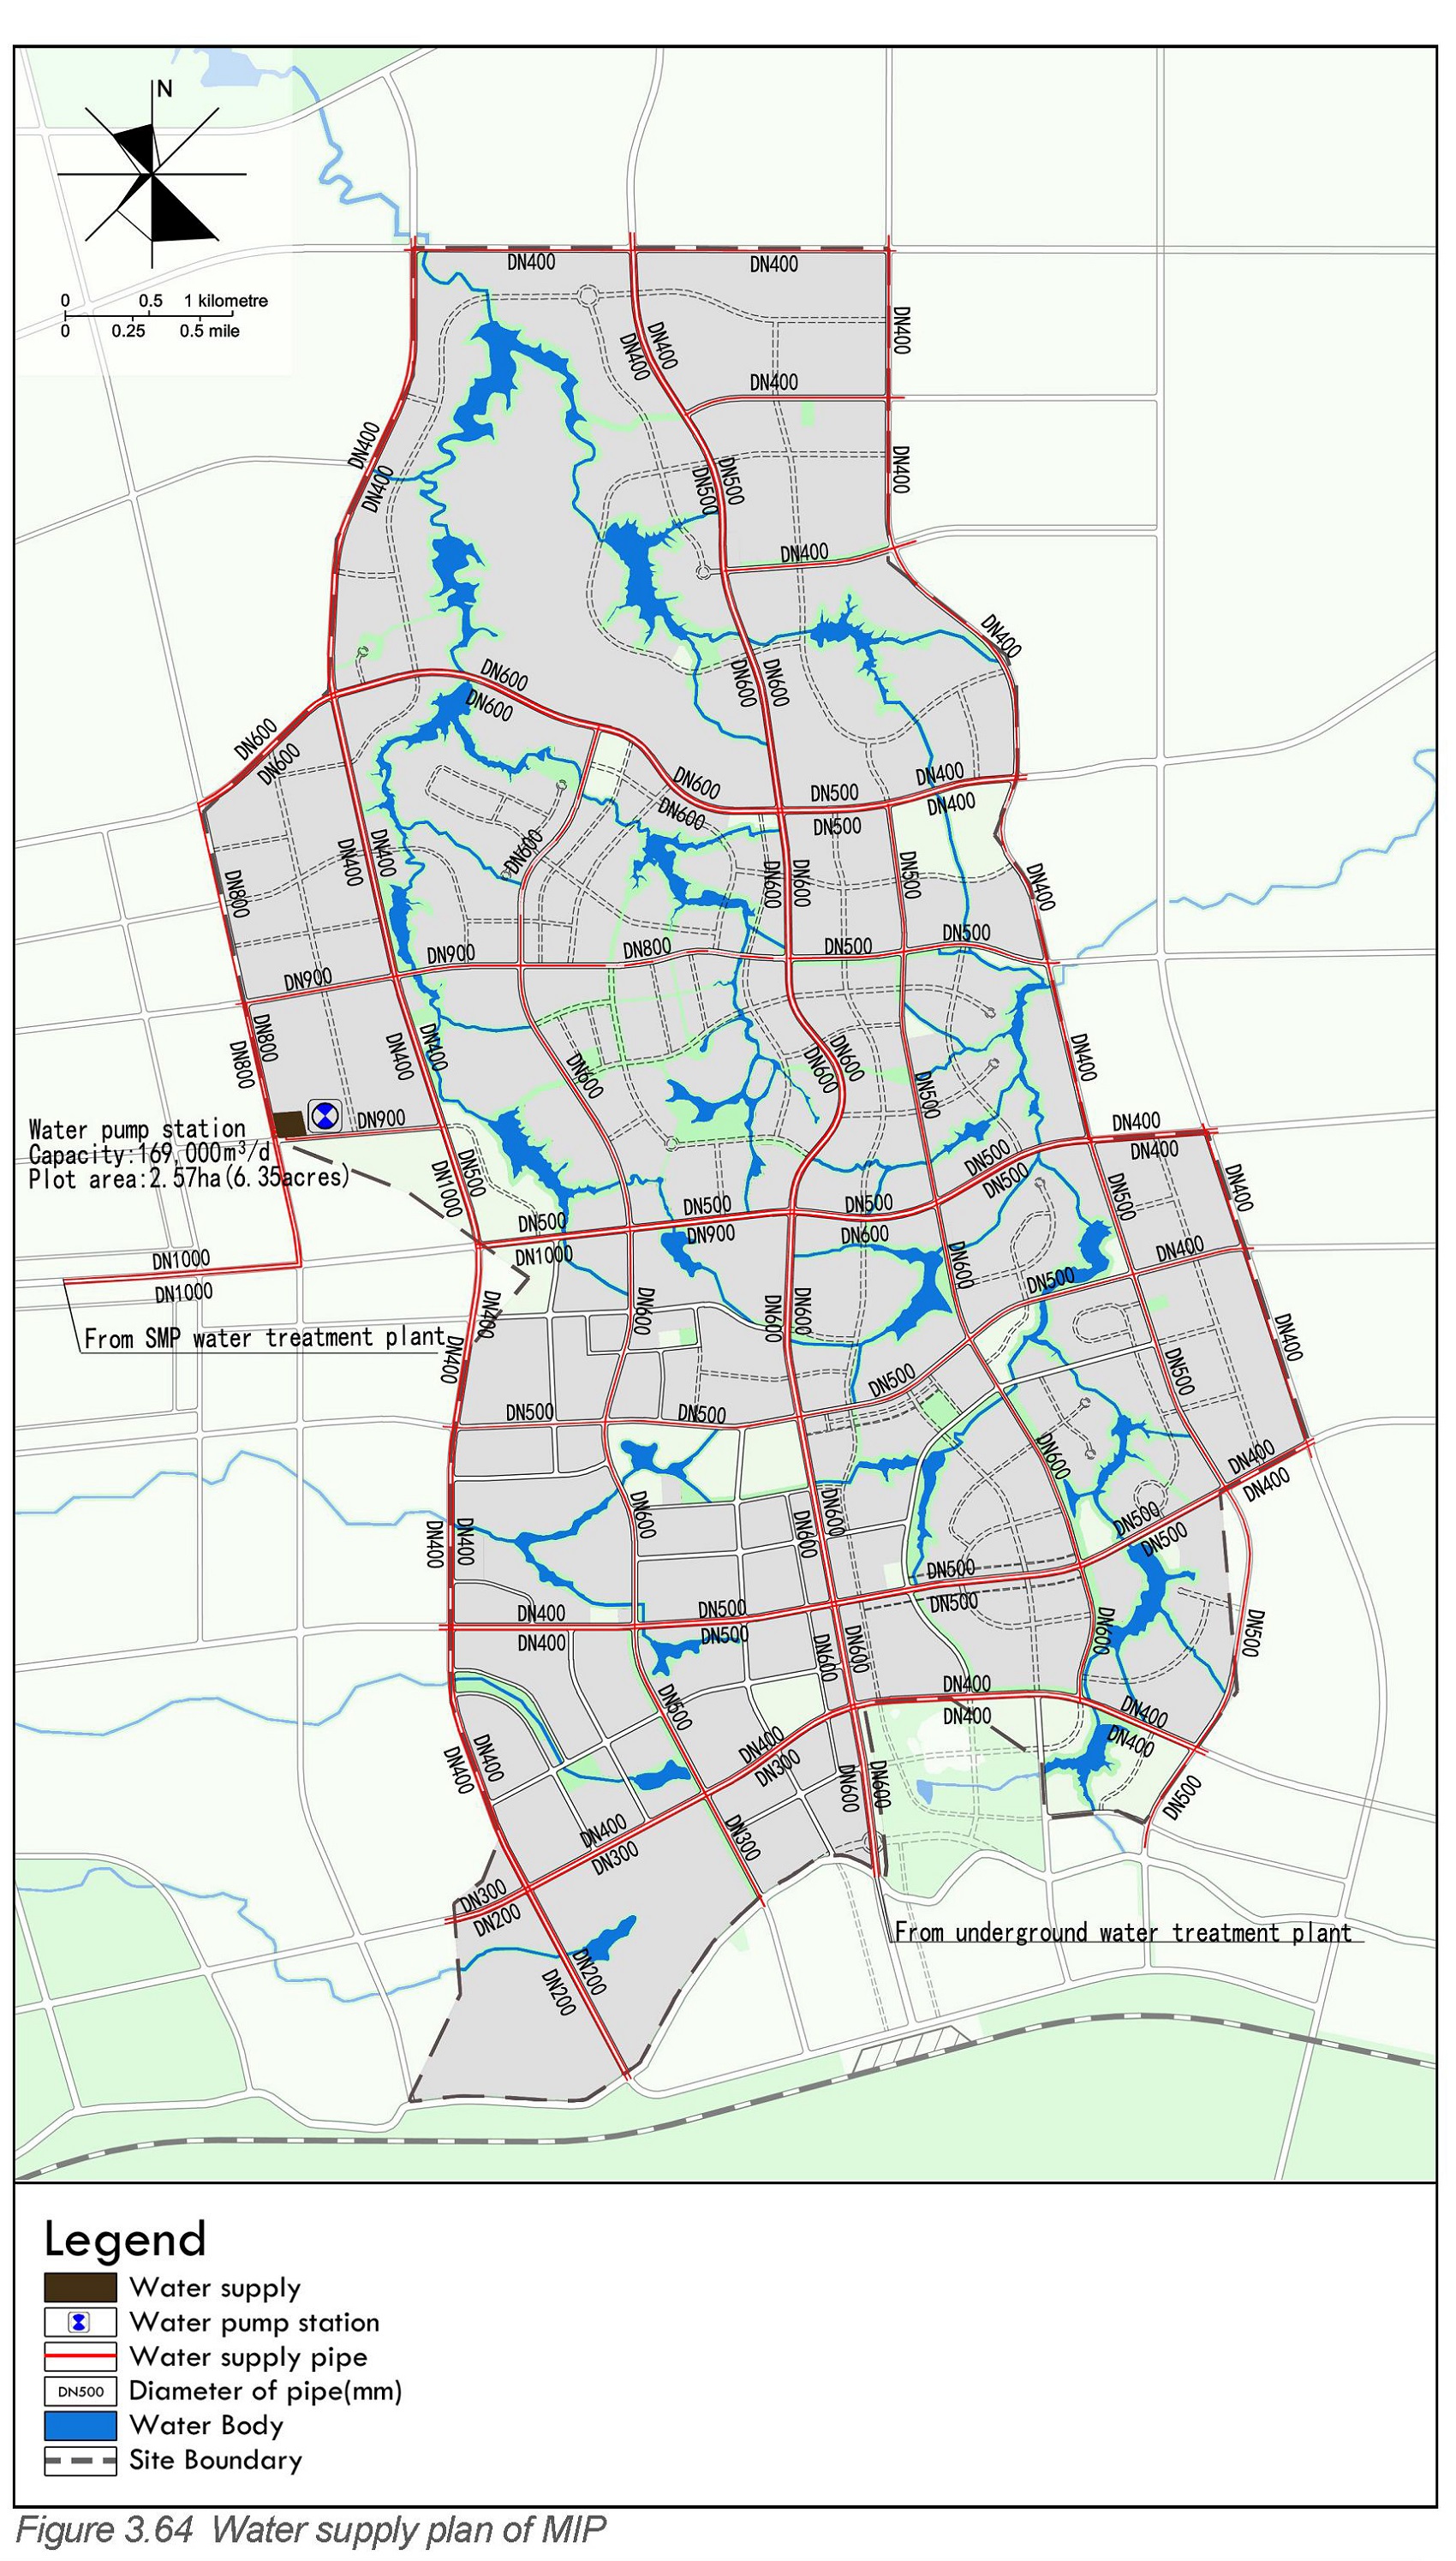 N
0 0.5 1 kilometre
0 0.25 0.5 mile
DN400 DN400
DN400
DN400
DN400
DN400
DN400
DN400
DN400
DN500
DN500
DN400
DN400
DN400
DN600
DN600
DN600
DN600
DN400
DN600
DN600
DN600
DN600
DN500
DN500
DN400
DN400
DN800
DN400
DN400
DN600
DN600
DN600
DN500
DN400
DN900
DN900
DN800
DN500
DN500
DN800
DN800
DN400
DN400
DN600
DN600
DN600
DN500
DN400
Water pump station
Capacity:169,000m³/d
Plot area:2.57ha(6.35acres)
DN900
DN1000
DN500
DN400
DN400
DN500
DN500
DN500
DN400
DN500
DN1000
DN500
DN900
DN500
DN600
DN600
DN1000
DN1000
DN400
DN500
From SMP water treatment plant
DN400
DN400
DN600
DN600
DN600
DN500
DN400
DN500
DN500
DN500
DN400
DN400
DN400
DN400
DN600
DN600
DN600
DN600
DN500
DN500
DN400
DN400
DN500
DN500
DN500
DN500
DN600
DN500
DN600
DN600
DN500
DN400
DN400
DN400
DN400
DN400
DN400
DN400
DN300
DN600
DN600
DN500
DN400
DN300
DN300
DN300
DN200
DN200
DN200
From underground water treatment plant
Legend
Water supply
Water pump station
Water supply pipe
DN500 Diameter of pipe(mm)
Water Body
Site Boundary
Figure 3.64 Water supply plan of MIP